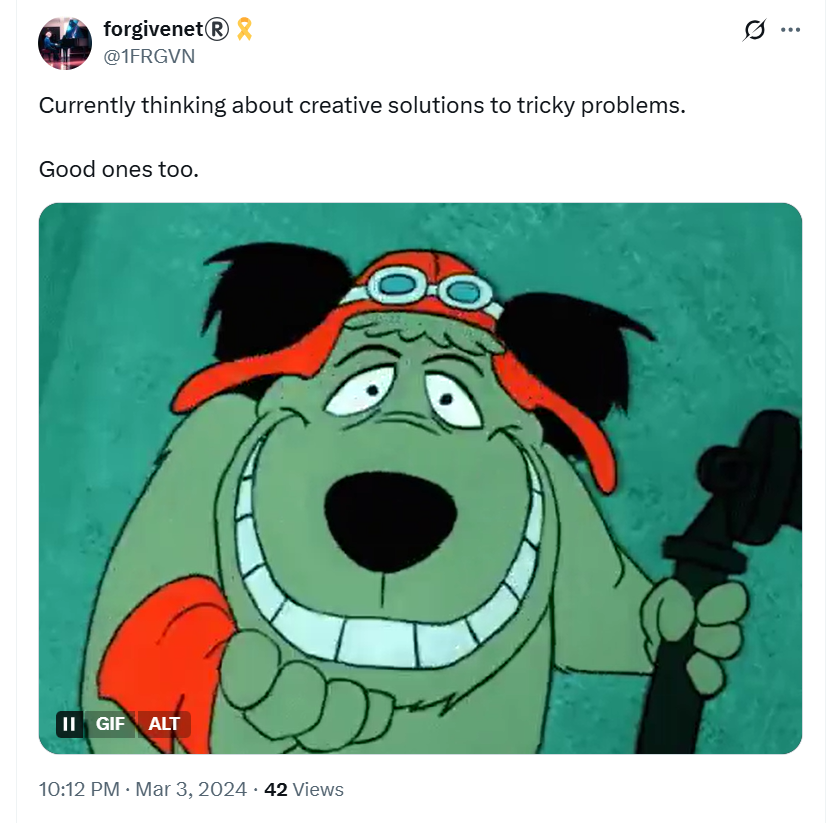 forgivenet®🎗
@1FRGVN
Currently thinking about creative solutions to tricky problems.
Good ones too.
GIF ALT
10:12 PM · Mar 3, 2024 · 42 Views